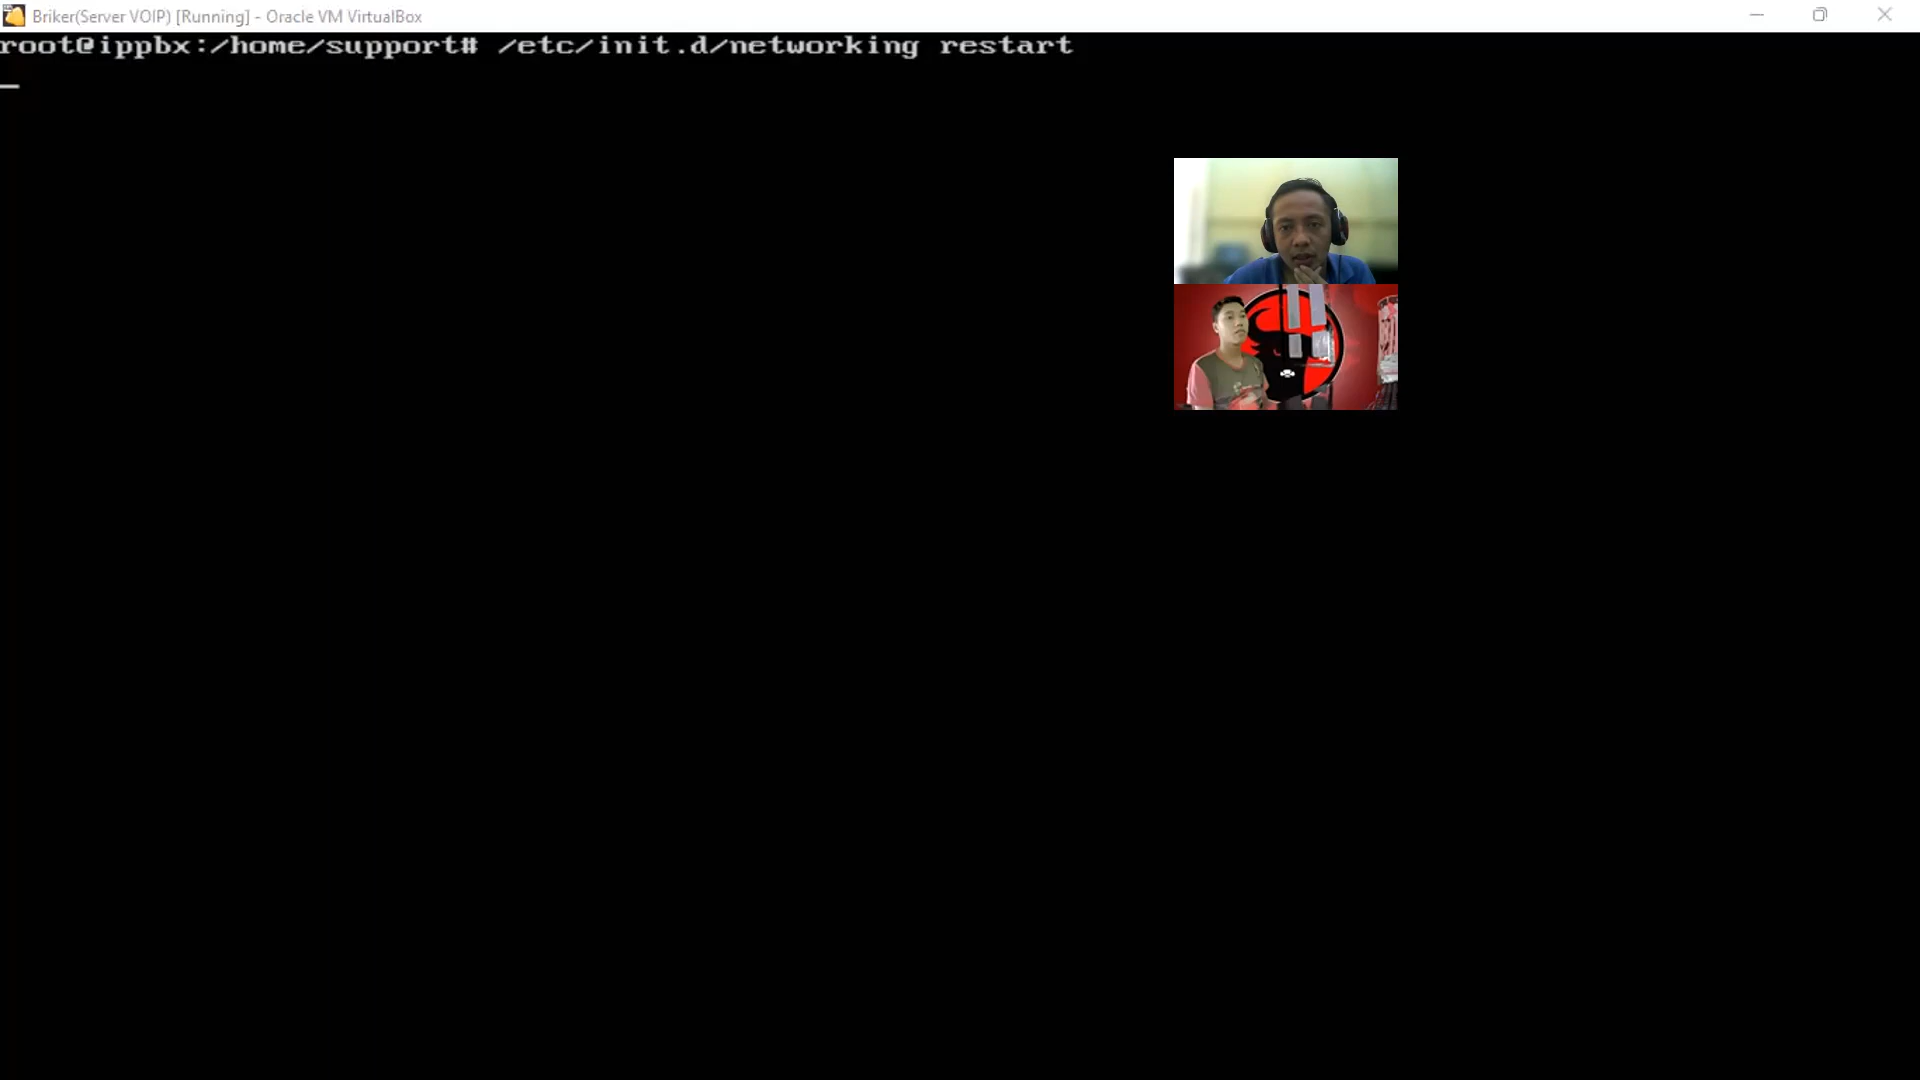 Briker(Server VOIP) [Running] - Oracle VM VirtualBox
root@ippbx:/home/support# /etc/init.d/networking restart